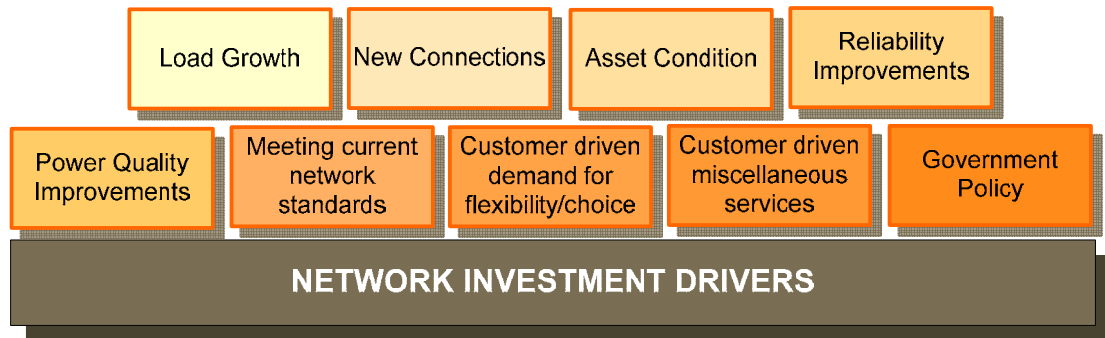 Load Growth
New Connections
Asset Condition
Reliability
Improvements
Power Quality
Improvements
Meeting current
network
standards
Customer driven
demand for
flexibility/choice
Customer driven
miscellaneous
services
Government
Policy
NETWORK INVESTMENT DRIVERS